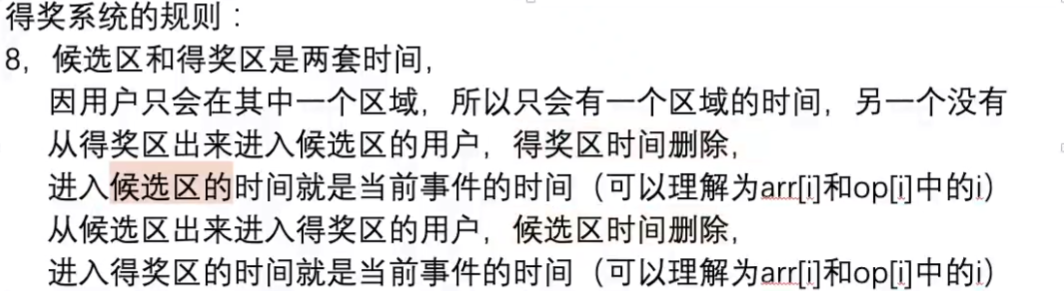 得奖系统的规则：
8，候选区和得奖区是两套时间，
因用户只会在其中一个区域，所以只会有一个区域的时间，另一个没有
从得奖区出来进入候选区的用户，得奖区时间删除，
进入候选区的时间就是当前事件的时间（可以理解为arr[i]和op[i]中的i）
从候选区出来进入得奖区的用户，候选区时间删除，
进入得奖区的时间就是当前事件的时间（可以理解为arr[i]和op[i]中的i）